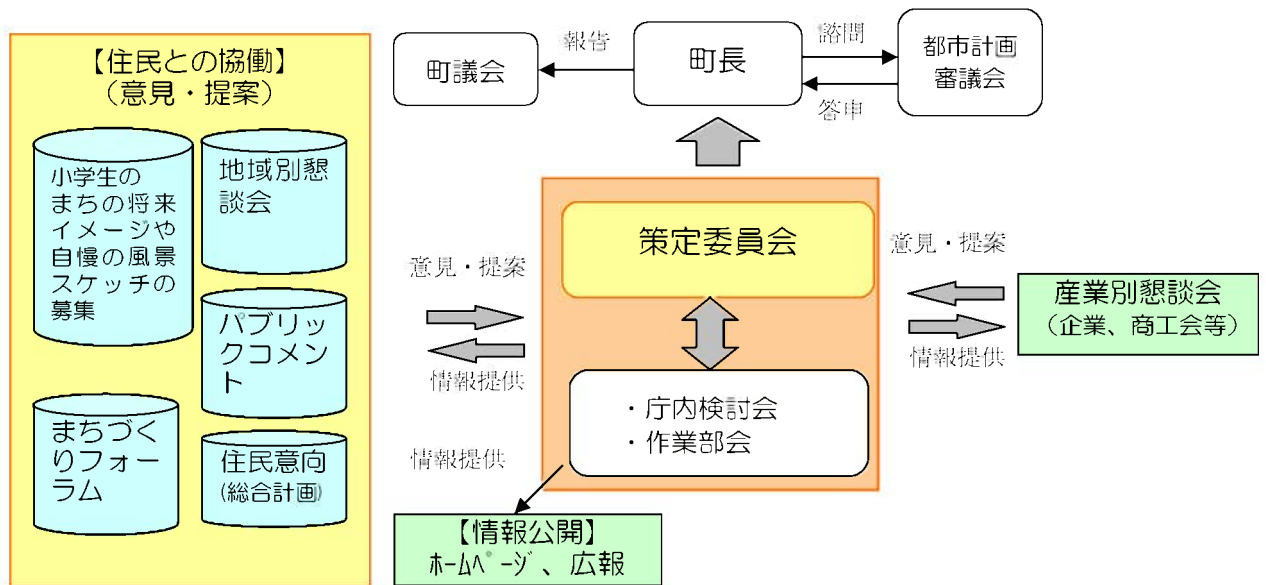 【住民との協働】
（意見・提案）
小学生の
まちの将来
イメージや
自慢の風景
スケッチの
募集
地域別懇
談会
パブリッ
クコメン
ト
まちづく
りフォー
ラム
住民意向
(総合計画)
町議会
報告
町長
諮問
答申
都市計画
審議会
策定委員会
・庁内検討会
・作業部会
意見・提案
情報提供
意見・提案
情報提供
産業別懇談会
（企業、商工会等）
情報提供
【情報公開】
ﾎｰﾑﾍﾟｰｼﾞ、広報